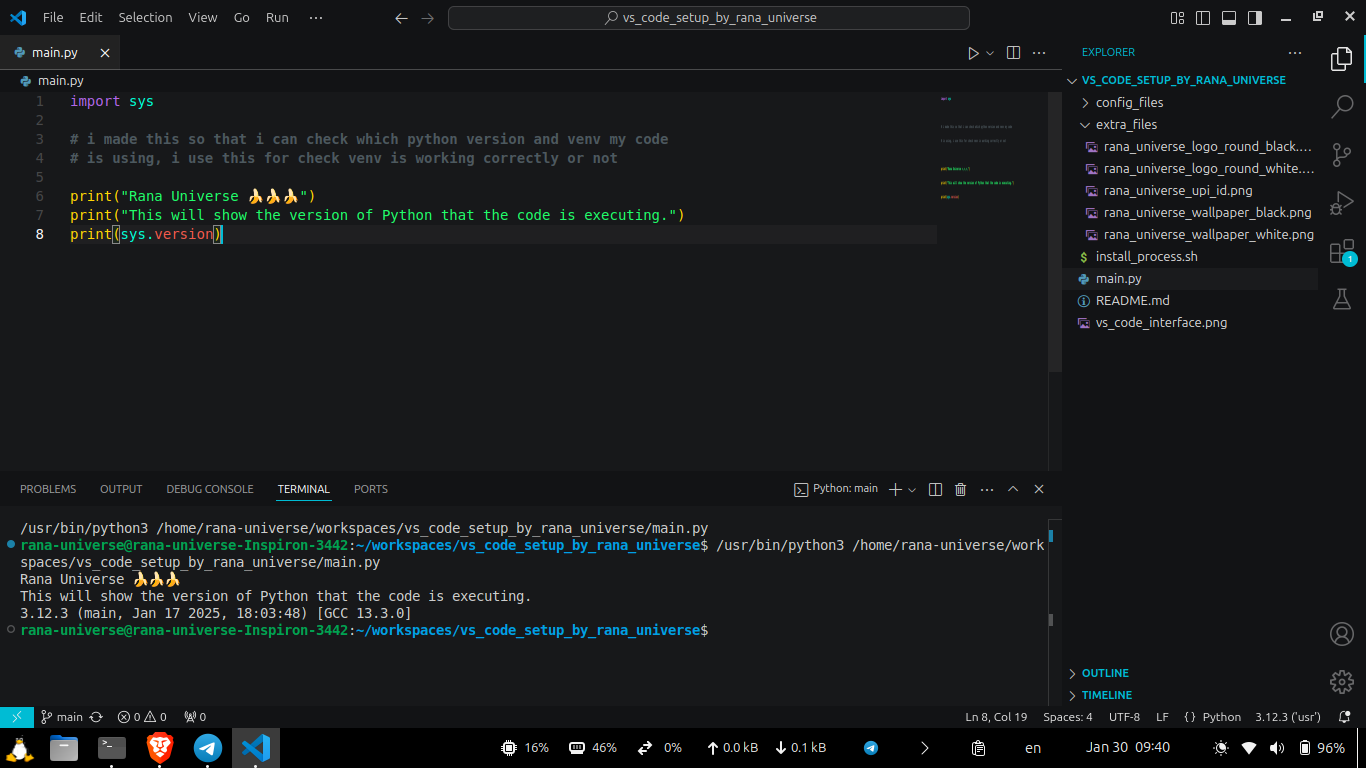 File Edit Selection View Go Run ···
vs_code_setup_by_rana_universe
main.py
main.py
1 import sys
2
3 # i made this so that i can check which python version and venv my code
4 # is using, i use this for check venv is working correctly or not
5
6 print("Rana Universe 🍌🍌🍌")
7 print("This will show the version of Python that the code is executing.")
8 print(sys.version)
EXPLORER
VS_CODE_SETUP_BY_RANA_UNIVERSE
config_files
extra_files
rana_universe_logo_round_black....
rana_universe_logo_round_white....
rana_universe_upi_id.png
rana_universe_wallpaper_black.png
rana_universe_wallpaper_white.png
$ install_process.sh
main.py
README.md
vs_code_interface.png
OUTLINE
TIMELINE
1
PROBLEMS OUTPUT DEBUG CONSOLE TERMINAL PORTS
Python: main
/usr/bin/python3 /home/rana-universe/workspaces/vs_code_setup_by_rana_universe/main.py
rana-universe@rana-universe-Inspiron-3442:~/workspaces/vs_code_setup_by_rana_universe$ /usr/bin/python3 /home/rana-universe/work
spaces/vs_code_setup_by_rana_universe/main.py
Rana Universe 🍌🍌🍌
This will show the version of Python that the code is executing.
3.12.3 (main, Jan 17 2025, 18:03:48) [GCC 13.3.0]
rana-universe@rana-universe-Inspiron-3442:~/workspaces/vs_code_setup_by_rana_universe$
main 0 0 0 Ln 8, Col 19 Spaces: 4 UTF-8 LF { } Python 3.12.3 ('usr')
16% 46% 0% 0.0 kB 0.1 kB en Jan 30 09:40 96%